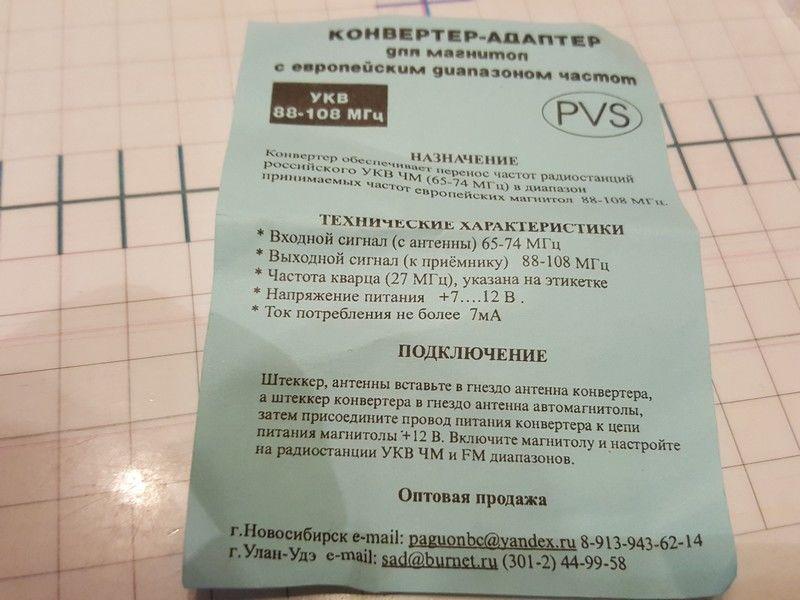 КОНВЕРТЕР-АДАПТЕР
для магнитол
с европейским диапазоном частот
УКВ
88-108 МГц
PVS
НАЗНАЧЕНИЕ
Конвертер обеспечивает перенос частот радиостанций
российского УКВ ЧМ (65-74 МГц) в диапазон
принимаемых частот европейских магнитол 88-108 МГц.
ТЕХНИЧЕСКИЕ ХАРАКТЕРИСТИКИ
* Входной сигнал (с антенны) 65-74 МГц
* Выходной сигнал (к приёмнику) 88-108 МГц
* Частота кварца (27 МГц), указана на этикетке
* Напряжение питания +7....12 В .
* Ток потребления не более 7мА
ПОДКЛЮЧЕНИЕ
Штеккер, антенны вставьте в гнездо антенна конвертера,
а штеккер конвертера в гнездо антенна автомагнитолы,
затем присоедините провод питания конвертера к цепи
питания магнитолы +12 В. Включите магнитолу и настройте
на радиостанции УКВ ЧМ и FM диапазонов.
Оптовая продажа
г.Новосибирск e-mail: paguonbc@yandex.ru 8-913-943-62-14
г.Улан-Удэ e-mail: sad@burnet.ru (301-2) 44-99-58